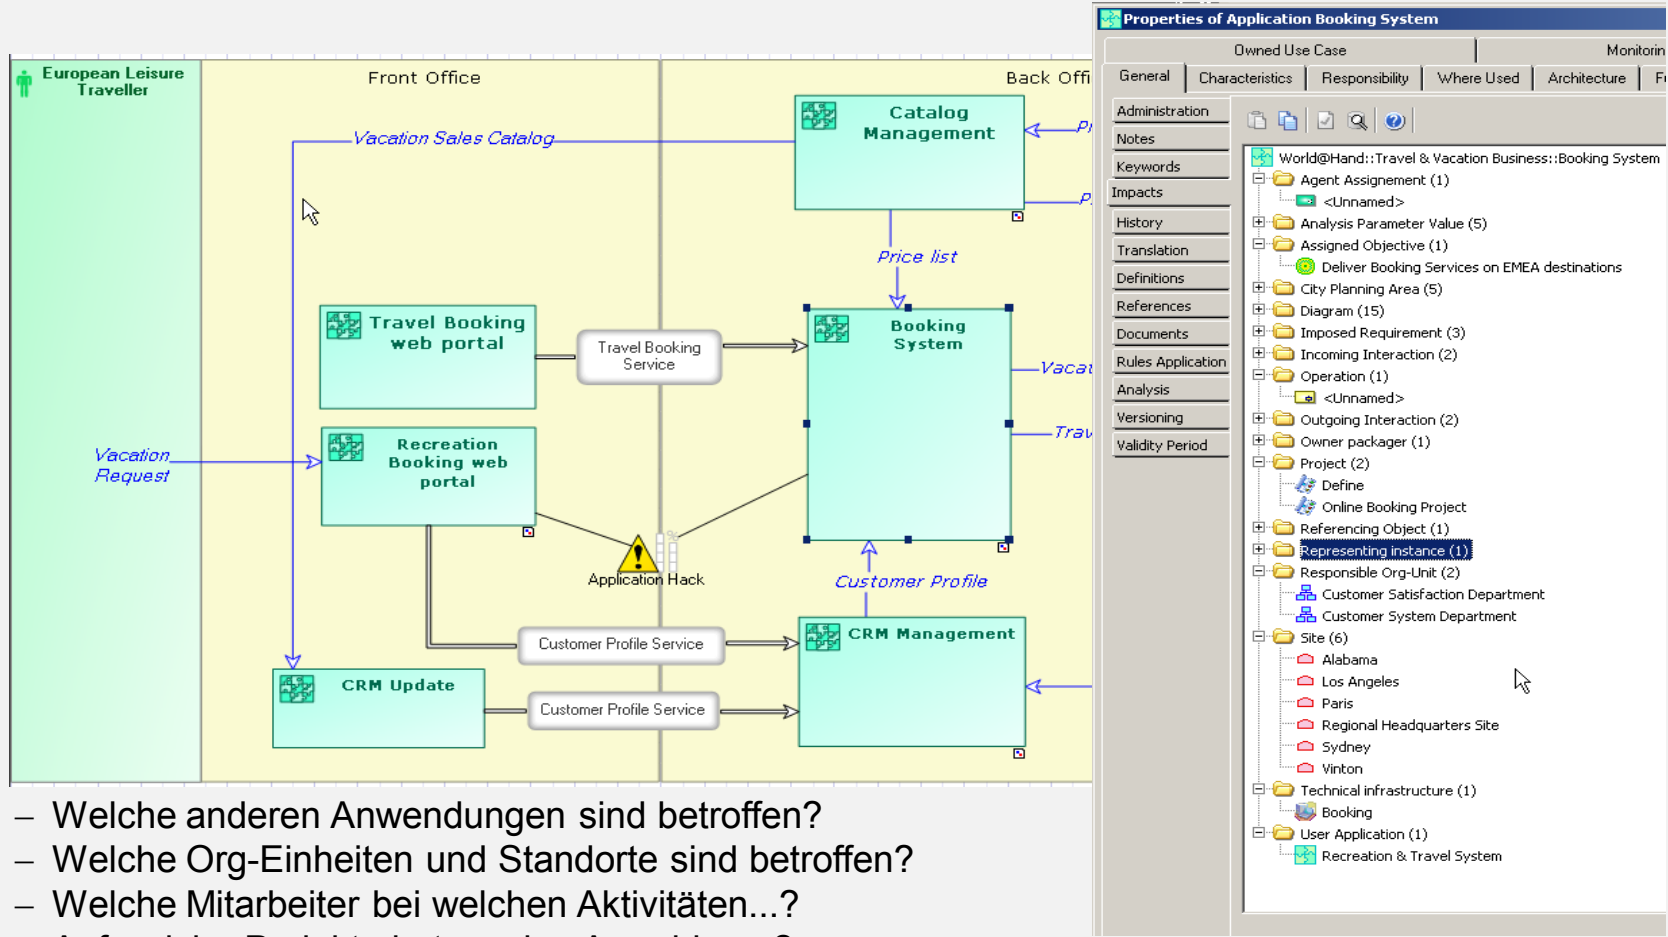 European Leisure
Traveller
Front Office
Back Offi
Vacation Sales Catalog
Catalog
Management
Price list
Travel Booking
web portal
Travel Booking
Service
Booking
System
Vacat
Trav
Recreation
Booking web
portal
Vacation
Request
Application Hack
Customer Profile
Customer Profile Service
CRM Management
CRM Update
Customer Profile Service
– Welche anderen Anwendungen sind betroffen?
– Welche Org-Einheiten und Standorte sind betroffen?
– Welche Mitarbeiter bei welchen Aktivitäten...?
Properties of Application Booking System
Owned Use Case
Monitorin
General
Characteristics
Responsibility
Where Used
Architecture
Administration
Notes
Keywords
Impacts
History
Translation
Definitions
References
Documents
Rules Application
Analysis
Versioning
Validity Period
World@Hand::Travel & Vacation Business::Booking System
Agent Assignement (1)
<Unnamed>
Analysis Parameter Value (5)
Assigned Objective (1)
Deliver Booking Services on EMEA destinations
City Planning Area (5)
Diagram (15)
Imposed Requirement (3)
Incoming Interaction (2)
Operation (1)
<Unnamed>
Outgoing Interaction (2)
Owner packager (1)
Project (2)
Define
Online Booking Project
Referencing Object (1)
Representing instance (1)
Responsible Org-Unit (2)
Customer Satisfaction Department
Customer System Department
Site (6)
Alabama
Los Angeles
Paris
Regional Headquarters Site
Sydney
Vinton
Technical infrastructure (1)
Booking
User Application (1)
Recreation & Travel System